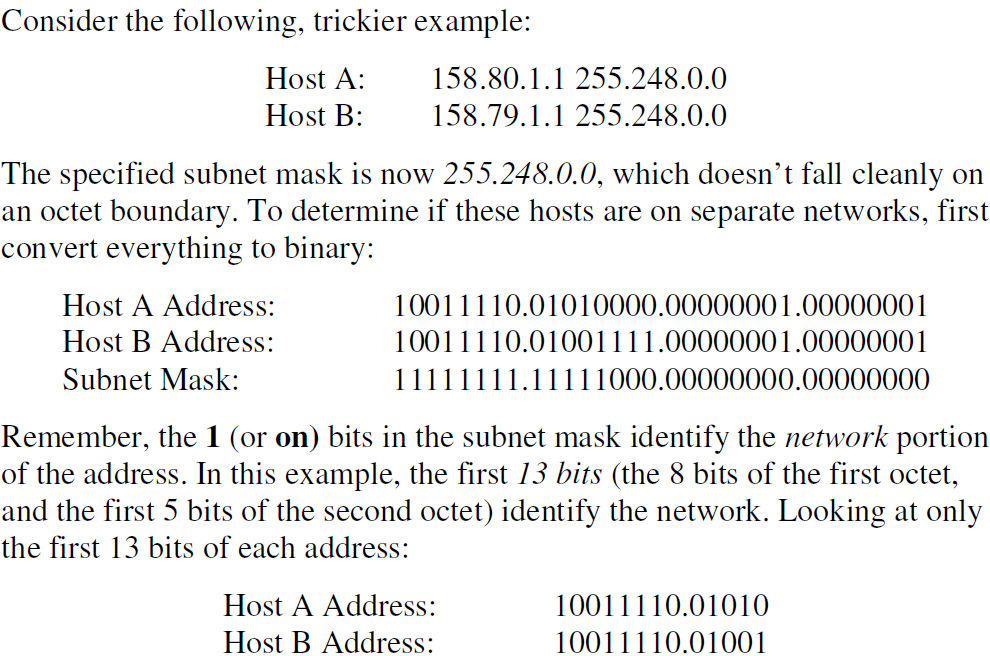 Consider the following, trickier example:
Host A: 158.80.1.1 255.248.0.0
Host B: 158.79.1.1 255.248.0.0
The specified subnet mask is now 255.248.0.0, which doesn’t fall cleanly on
an octet boundary. To determine if these hosts are on separate networks, first
convert everything to binary:
Host A Address: 10011110.01010000.00000001.00000001
Host B Address: 10011110.01001111.00000001.00000001
Subnet Mask: 11111111.11111000.00000000.00000000
Remember, the 1 (or on) bits in the subnet mask identify the network portion
of the address. In this example, the first 13 bits (the 8 bits of the first octet,
and the first 5 bits of the second octet) identify the network. Looking at only
the first 13 bits of each address:
Host A Address: 10011110.01010
Host B Address: 10011110.01001